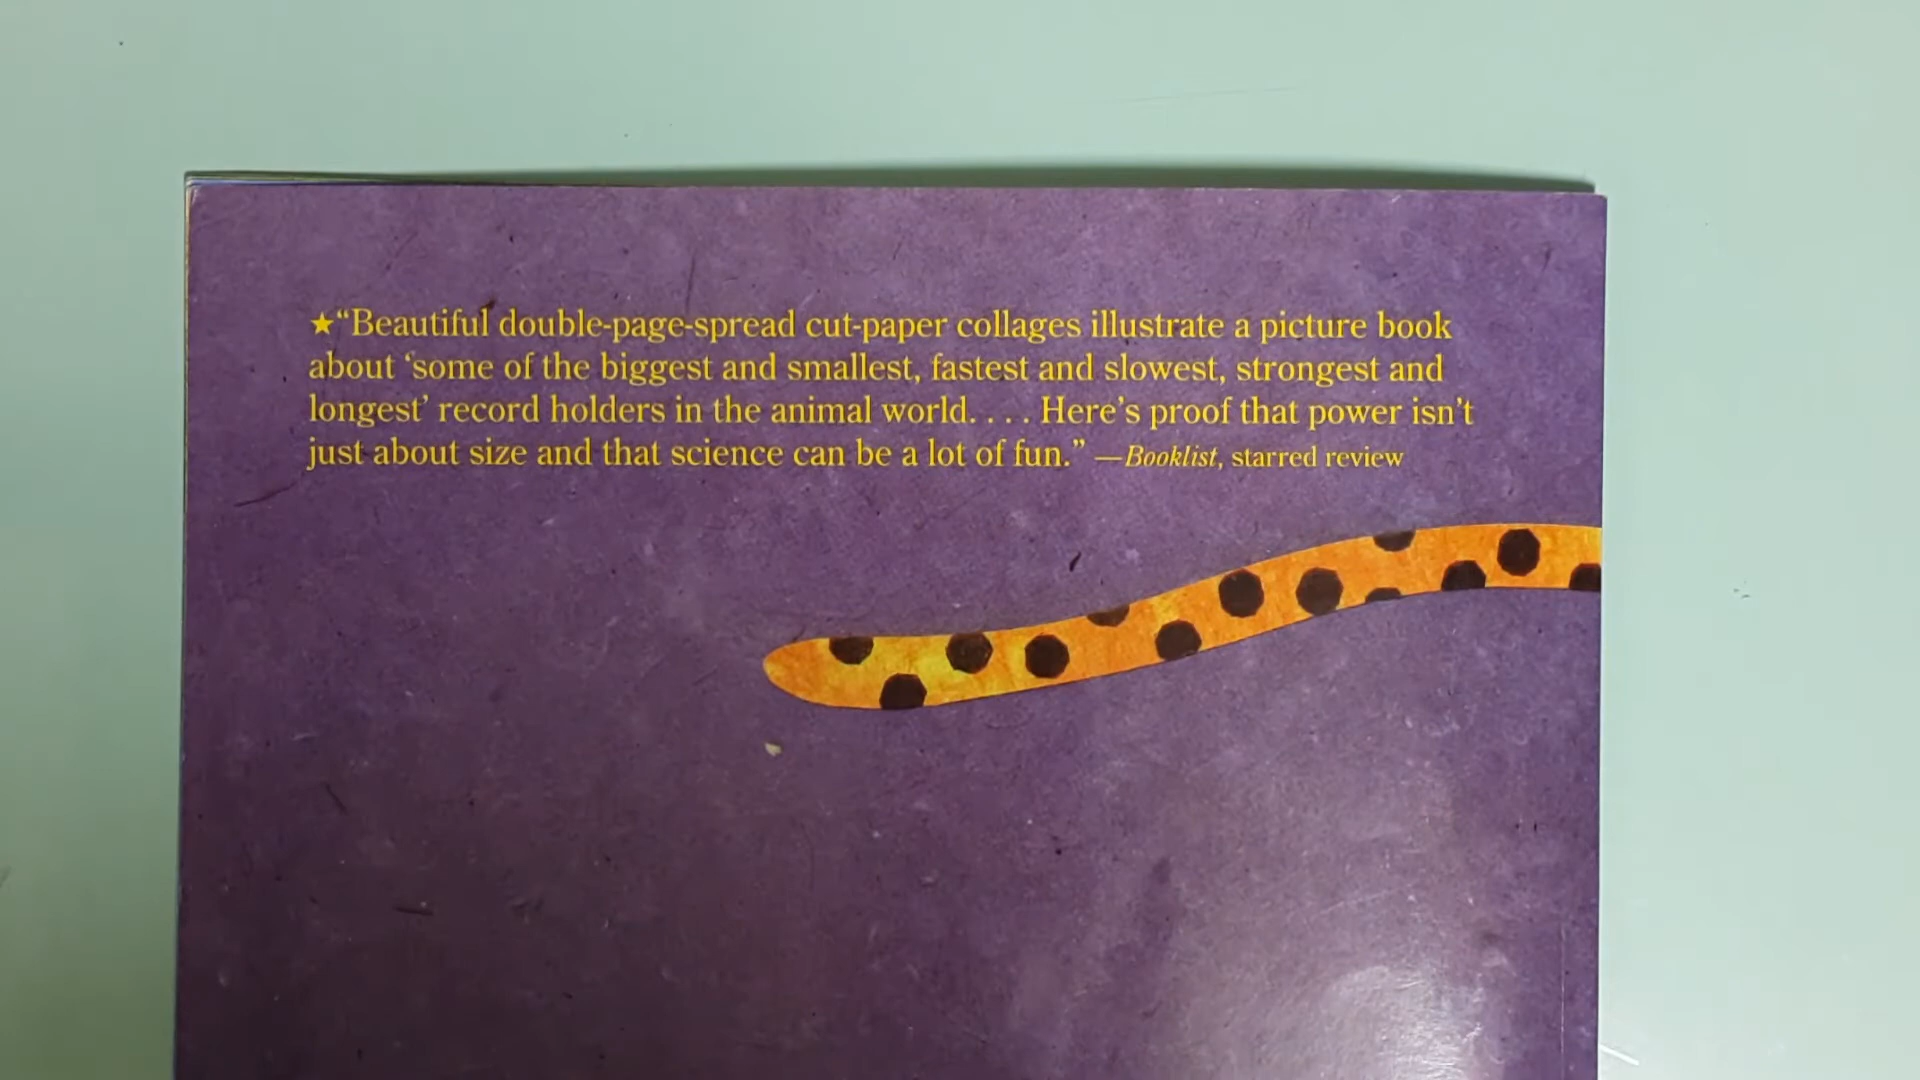 ★“Beautiful double-page-spread cut-paper collages illustrate a picture book
about ‘some of the biggest and smallest, fastest and slowest, strongest and
longest’ record holders in the animal world. . . . Here’s proof that power isn’t
just about size and that science can be a lot of fun.” —Booklist, starred review